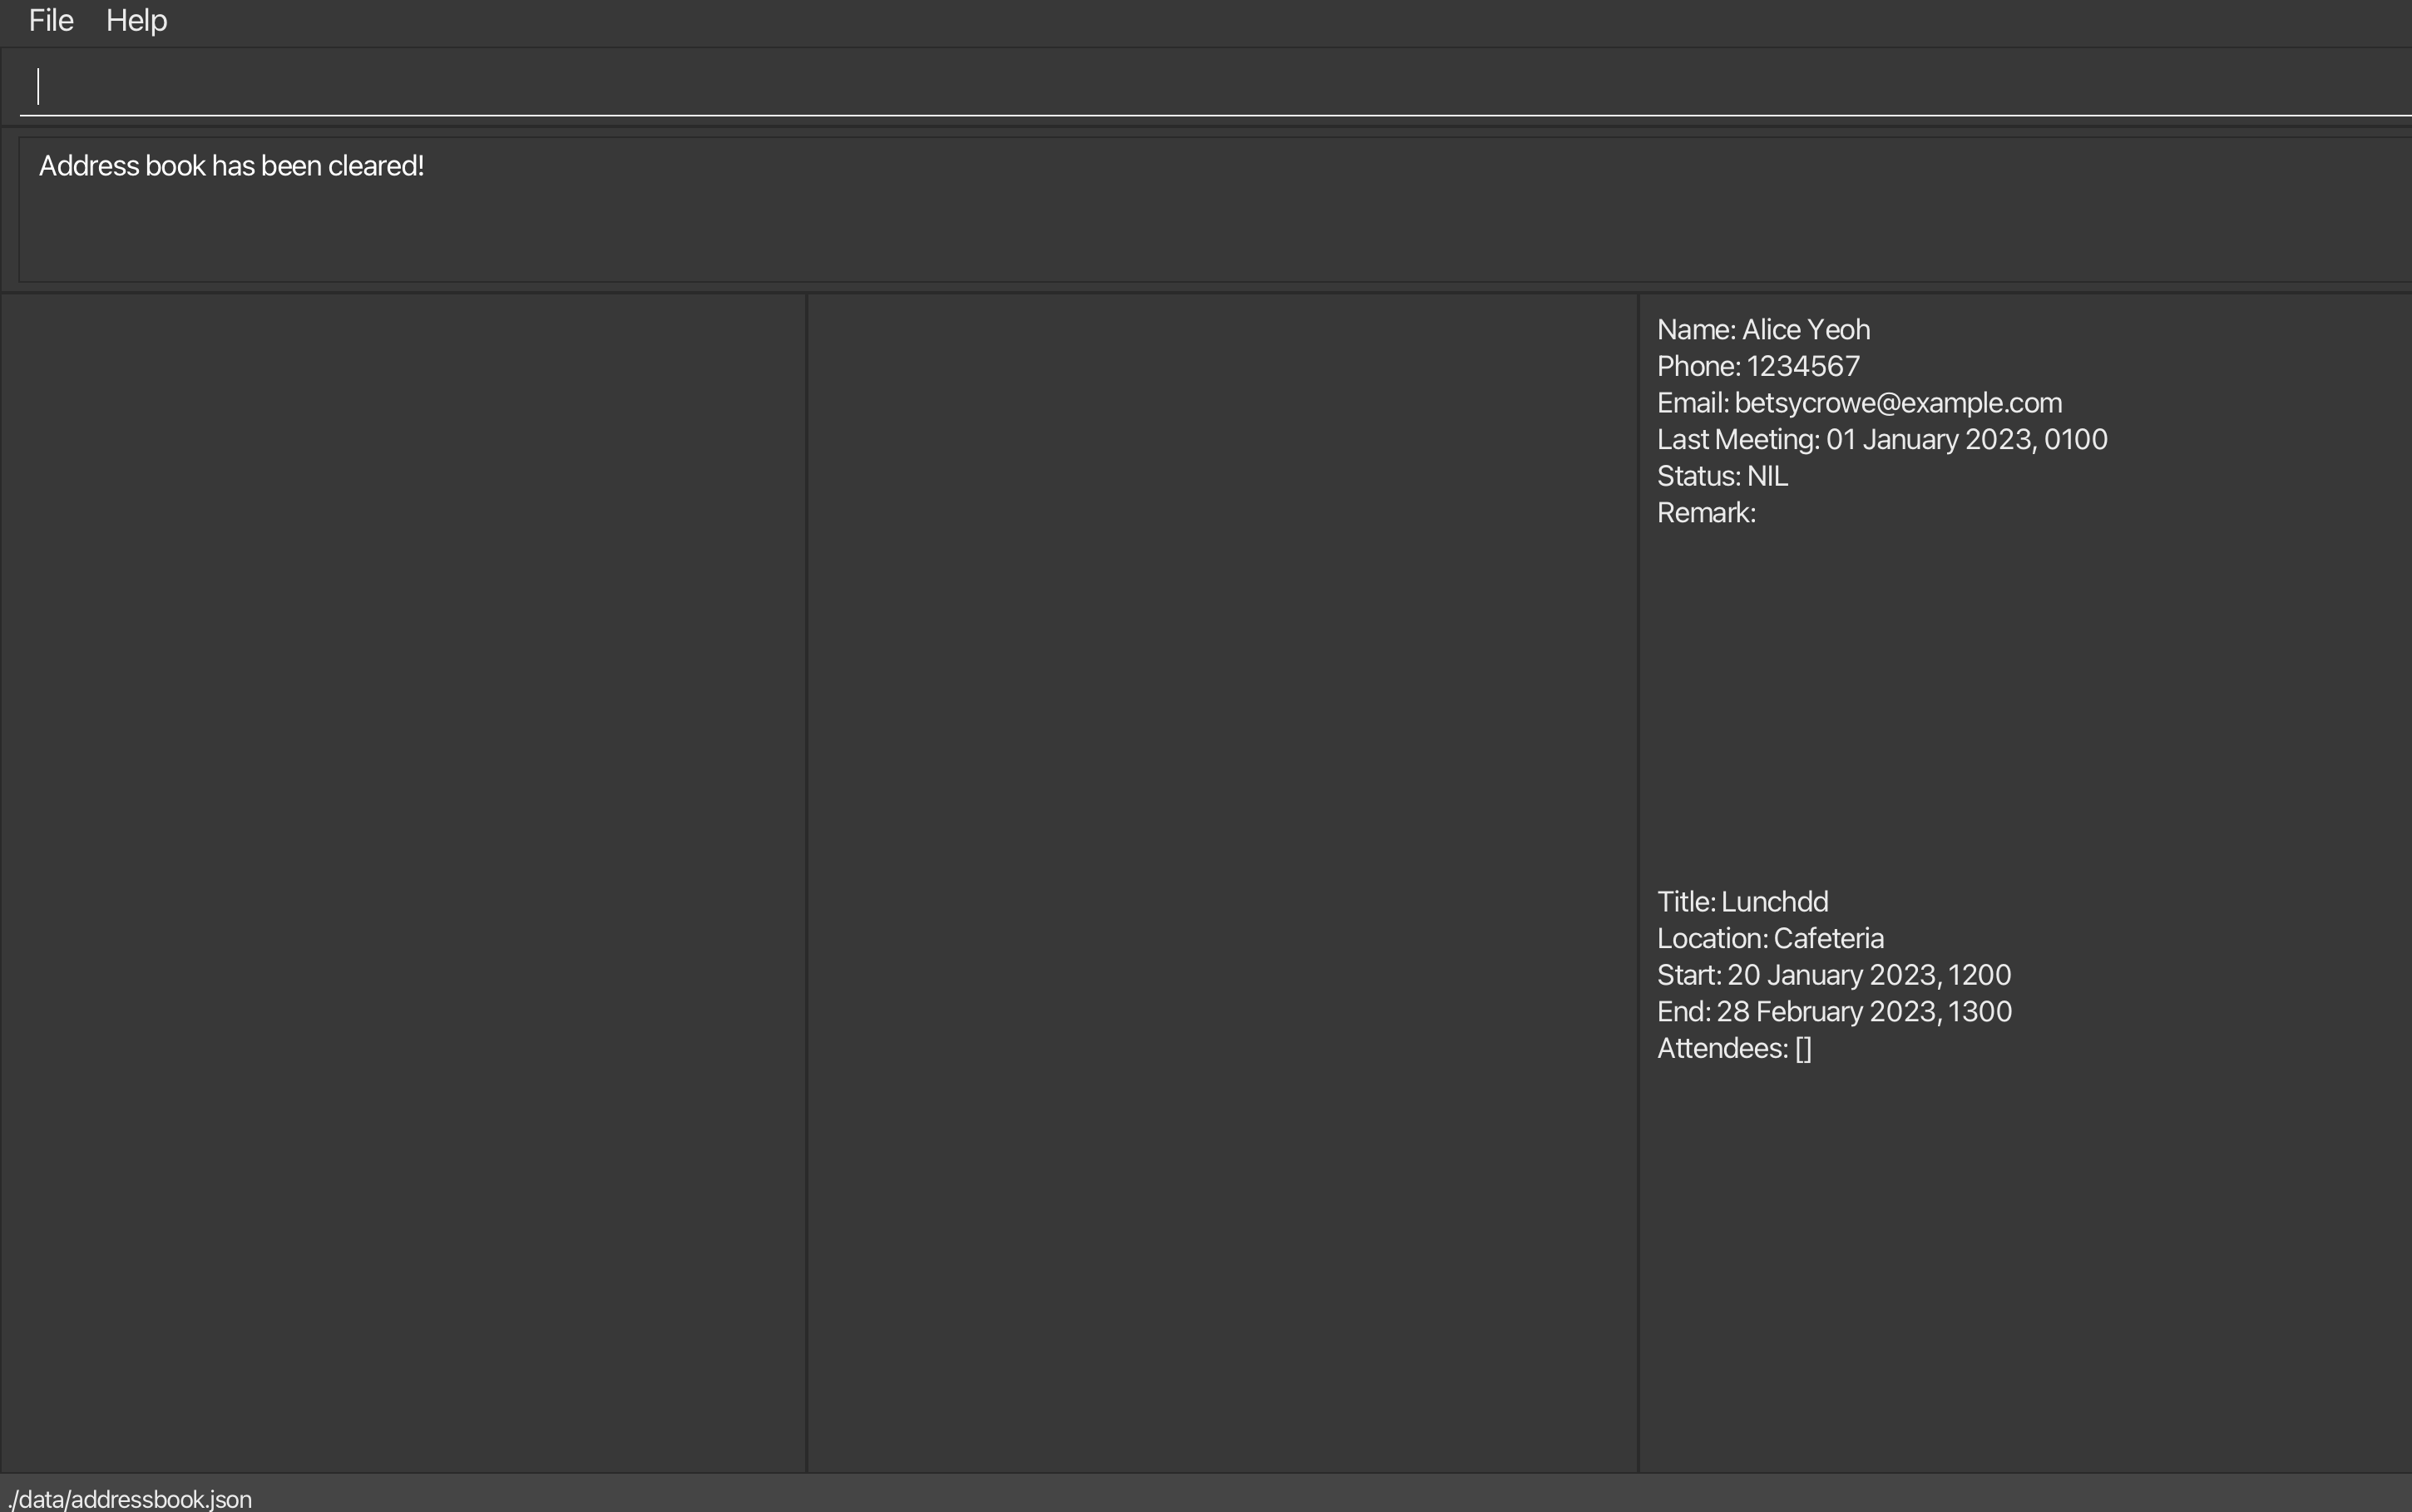 File Help
Address book has been cleared!
Name: Alice Yeoh
Phone: 1234567
Email: betsycrowe@example.com
Last Meeting: 01 January 2023, 0100
Status: NIL
Remark:
Title: Lunchdd
Location: Cafeteria
Start: 20 January 2023, 1200
End: 28 February 2023, 1300
Attendees: []
./data/addressbook.json